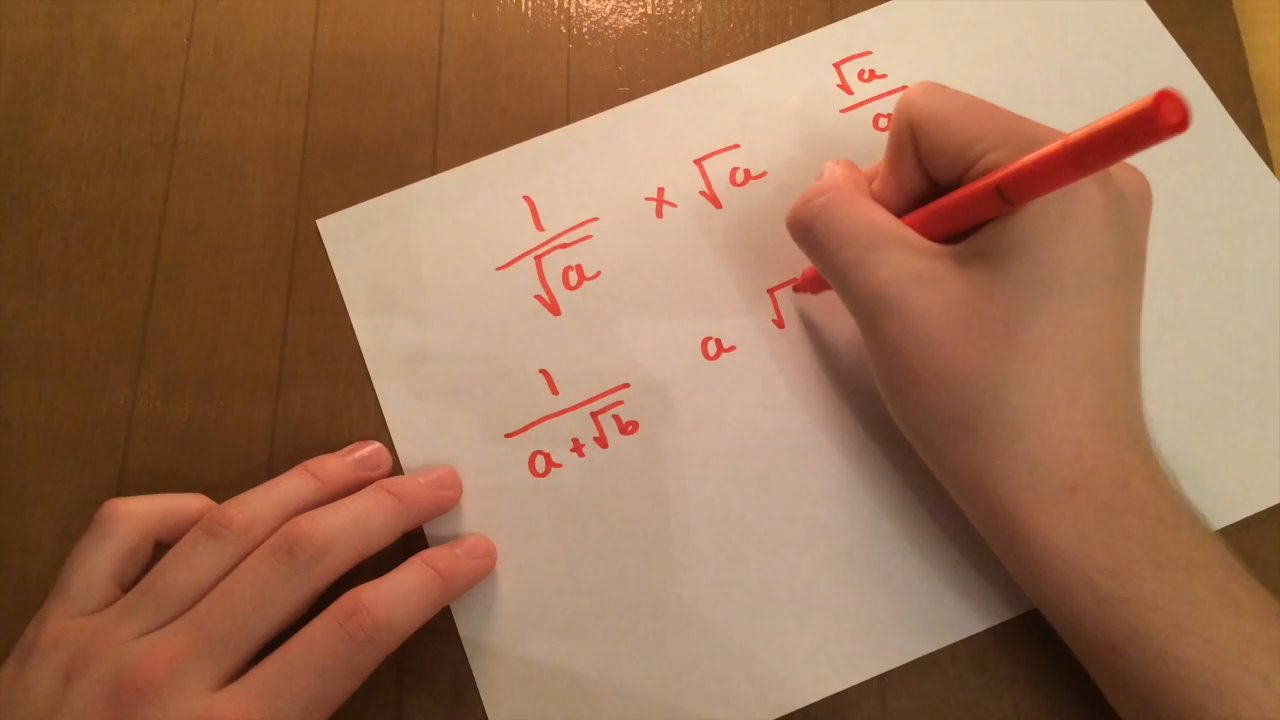 1/√a × √a √a/a
1/(a+√b) a √